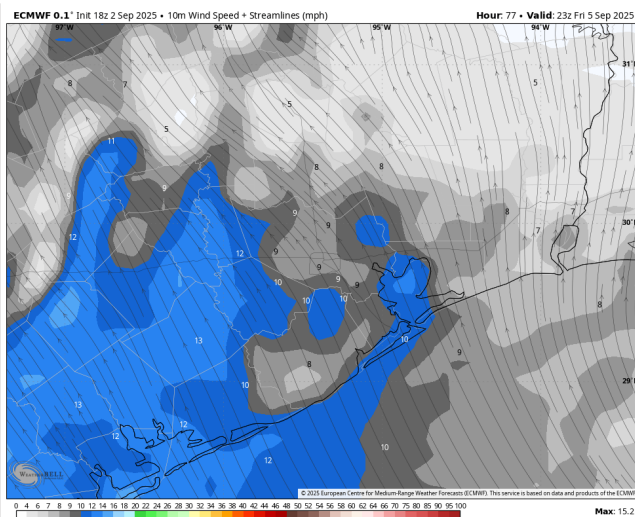 ECMWF 0.1° Init 18z 2 Sep 2025 • 10m Wind Speed + Streamlines (mph) Hour: 77 • Valid: 23z Fri 5 Sep 2025
97°W 96°W 95°W 94°W
31°
8 7 5
5
11 5
8 8
9 9
9 8 7
30°
12 9 7
12 9
9
10 9 9
10 10
8
13 10
9
8
29°
10
13
12 12
10
12
WeatherBELL
© 2025 European Centre for Medium-Range Weather Forecasts (ECMWF). This service is based on data and products of the ECMWF
0 4 6 8 10 12 14 16 18 20 22 24 26 28 30 32 34 36 38 40 42 44 46 48 50 52 54 56 58 60 62 64 66 68 70 75 80 85 90 95 100
Max: 15.2